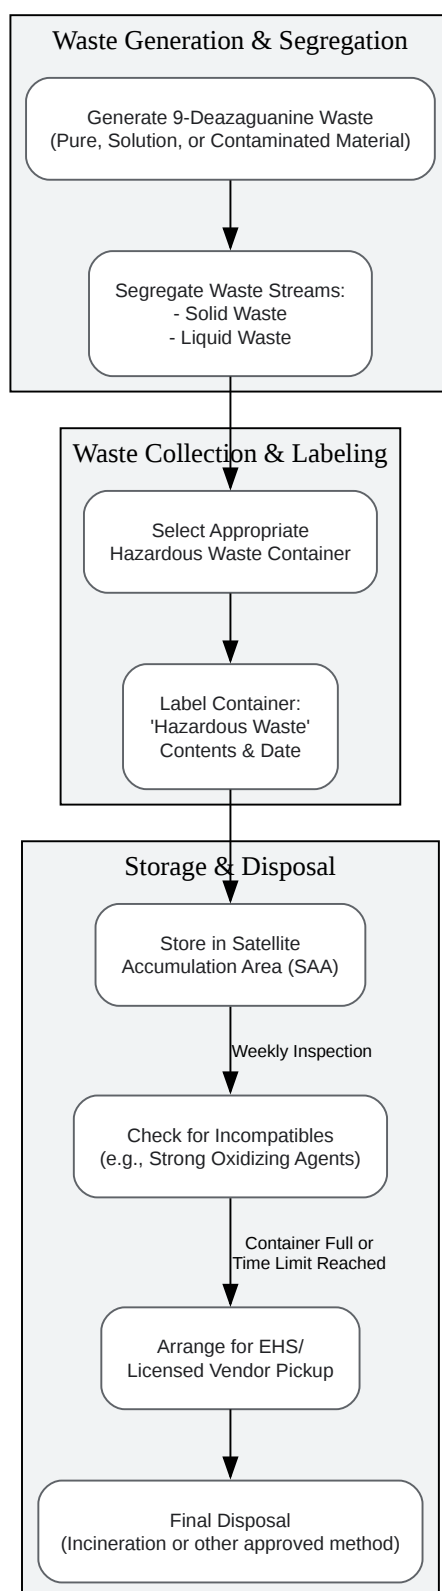 Waste Generation & Segregation
Generate 9-Deazaguanine Waste
(Pure, Solution, or Contaminated Material)
Segregate Waste Streams:
- Solid Waste
- Liquid Waste
Waste Collection & Labeling
Select Appropriate
Hazardous Waste Container
Label Container:
'Hazardous Waste'
Contents & Date
Storage & Disposal
Store in Satellite
Accumulation Area (SAA)
Weekly Inspection
Check for Incompatibles
(e.g., Strong Oxidizing Agents)
Container Full or
Time Limit Reached
Arrange for EHS/
Licensed Vendor Pickup
Final Disposal
(Incineration or other approved method)